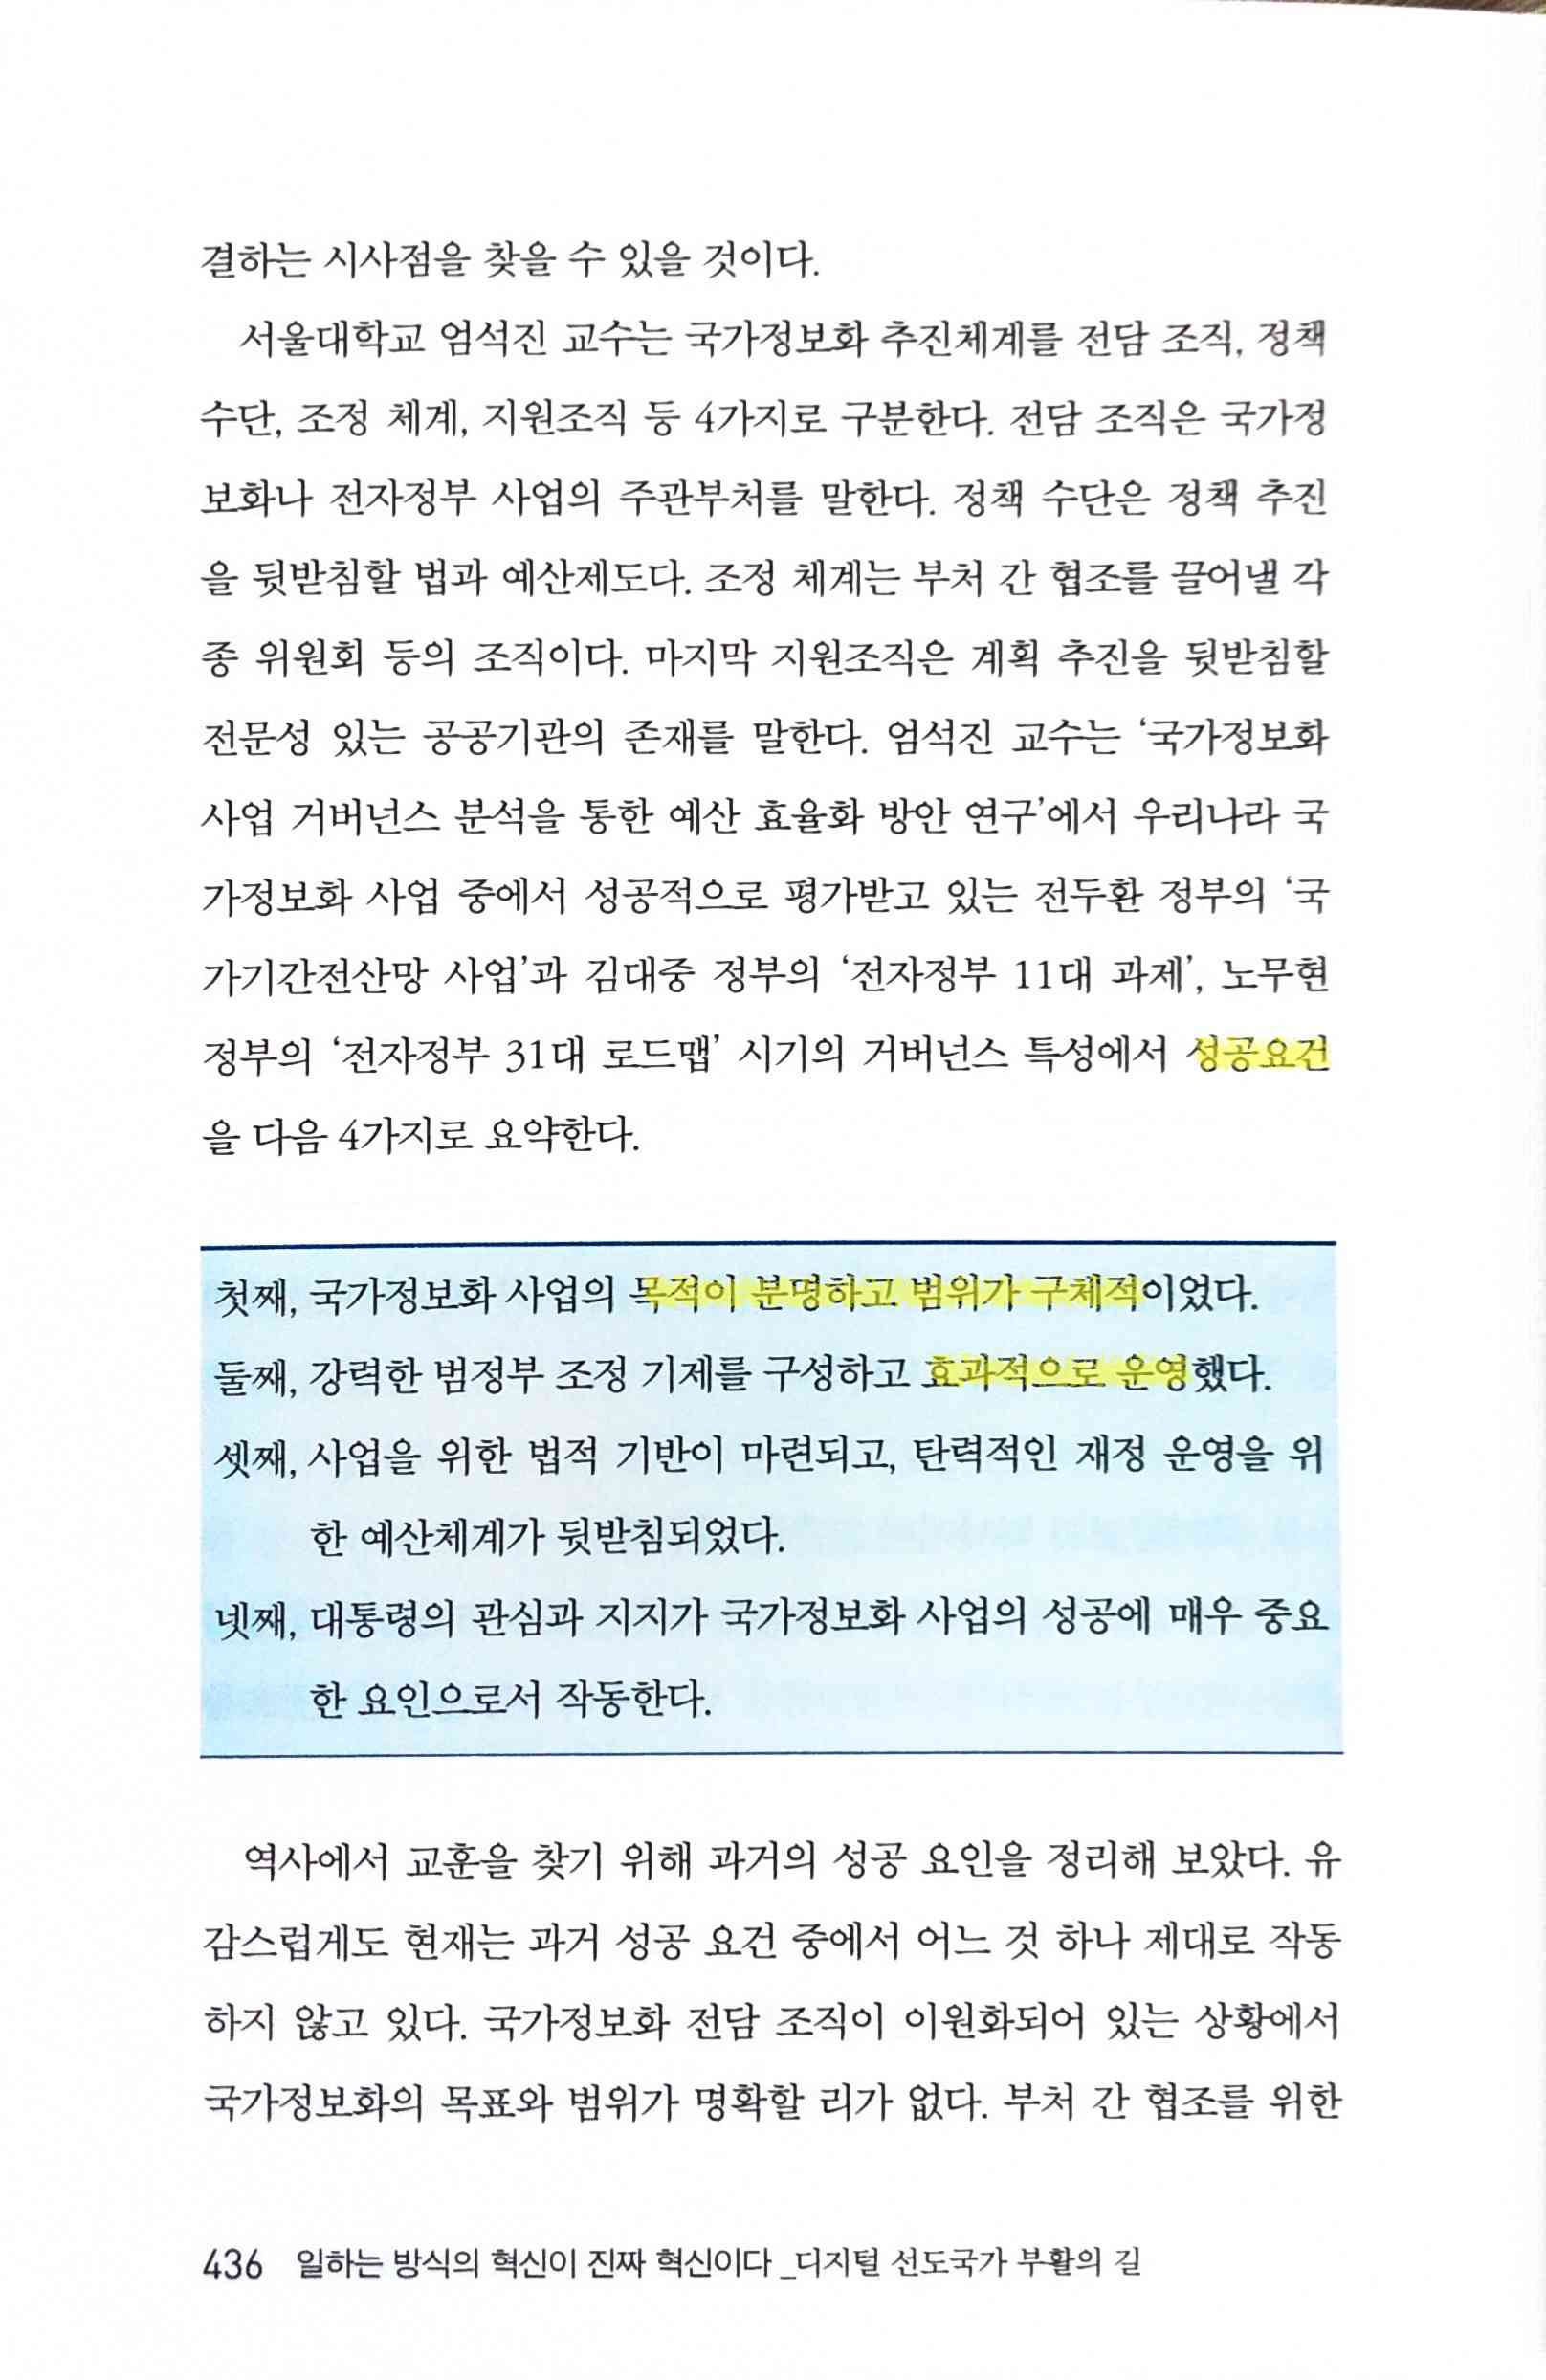 결하는 시사점을 찾을 수 있을 것이다.
서울대학교 엄석진 교수는 국가정보화 추진체계를 전담 조직, 정책
수단, 조정 체계, 지원조직 등 4가지로 구분한다. 전담 조직은 국가정
보화나 전자정부 사업의 주관부처를 말한다. 정책 수단은 정책 추진
을 뒷받침할 법과 예산제도다. 조정 체계는 부처 간 협조를 끌어낼 각
종 위원회 등의 조직이다. 마지막 지원조직은 계획 추진을 뒷받침할
전문성 있는 공공기관의 존재를 말한다. 엄석진 교수는 ‘국가정보화
사업 거버넌스 분석을 통한 예산 효율화 방안 연구’에서 우리나라 국
가정보화 사업 중에서 성공적으로 평가받고 있는 전두환 정부의 ‘국
가기간전산망 사업’과 김대중 정부의 ‘전자정부 11대 과제’, 노무현
정부의 ‘전자정부 31대 로드맵’ 시기의 거버넌스 특성에서 성공요건
을 다음 4가지로 요약한다.
첫째, 국가정보화 사업의 목적이 분명하고 범위가 구체적이었다.
둘째, 강력한 범정부 조정 기제를 구성하고 효과적으로 운영했다.
셋째, 사업을 위한 법적 기반이 마련되고, 탄력적인 재정 운영을 위
한 예산체계가 뒷받침되었다.
넷째, 대통령의 관심과 지지가 국가정보화 사업의 성공에 매우 중요
한 요인으로서 작동한다.
역사에서 교훈을 찾기 위해 과거의 성공 요인을 정리해 보았다. 유
감스럽게도 현재는 과거 성공 요건 중에서 어느 것 하나 제대로 작동
하지 않고 있다. 국가정보화 전담 조직이 이원화되어 있는 상황에서
국가정보화의 목표와 범위가 명확할 리가 없다. 부처 간 협조를 위한
436 일하는 방식의 혁신이 진짜 혁신이다 _디지털 선도국가 부활의 길